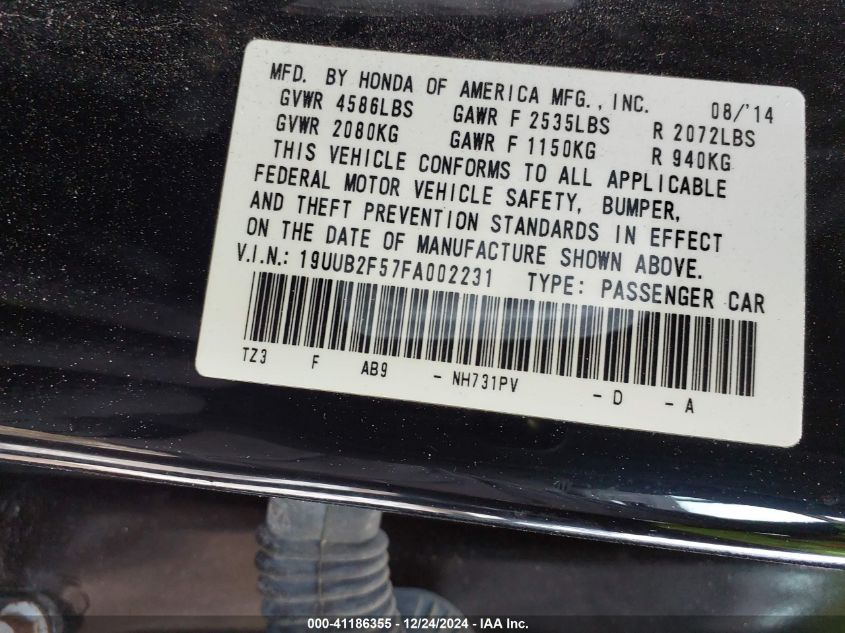 MFD. BY HONDA OF AMERICA MFG., INC. 08/'14
GVWR 4586LBS GAWR F 2535LBS R 2072LBS
GVWR 2080KG GAWR F 1150KG R 940KG
THIS VEHICLE CONFORMS TO ALL APPLICABLE
FEDERAL MOTOR VEHICLE SAFETY, BUMPER,
AND THEFT PREVENTION STANDARDS IN EFFECT
ON THE DATE OF MANUFACTURE SHOWN ABOVE.
V.I.N.: 19UUB2F57FA002231 TYPE: PASSENGER CAR
TZ3 F AB9 - NH731PV - D - A
000-41186355 - 12/24/2024 - IAA Inc.